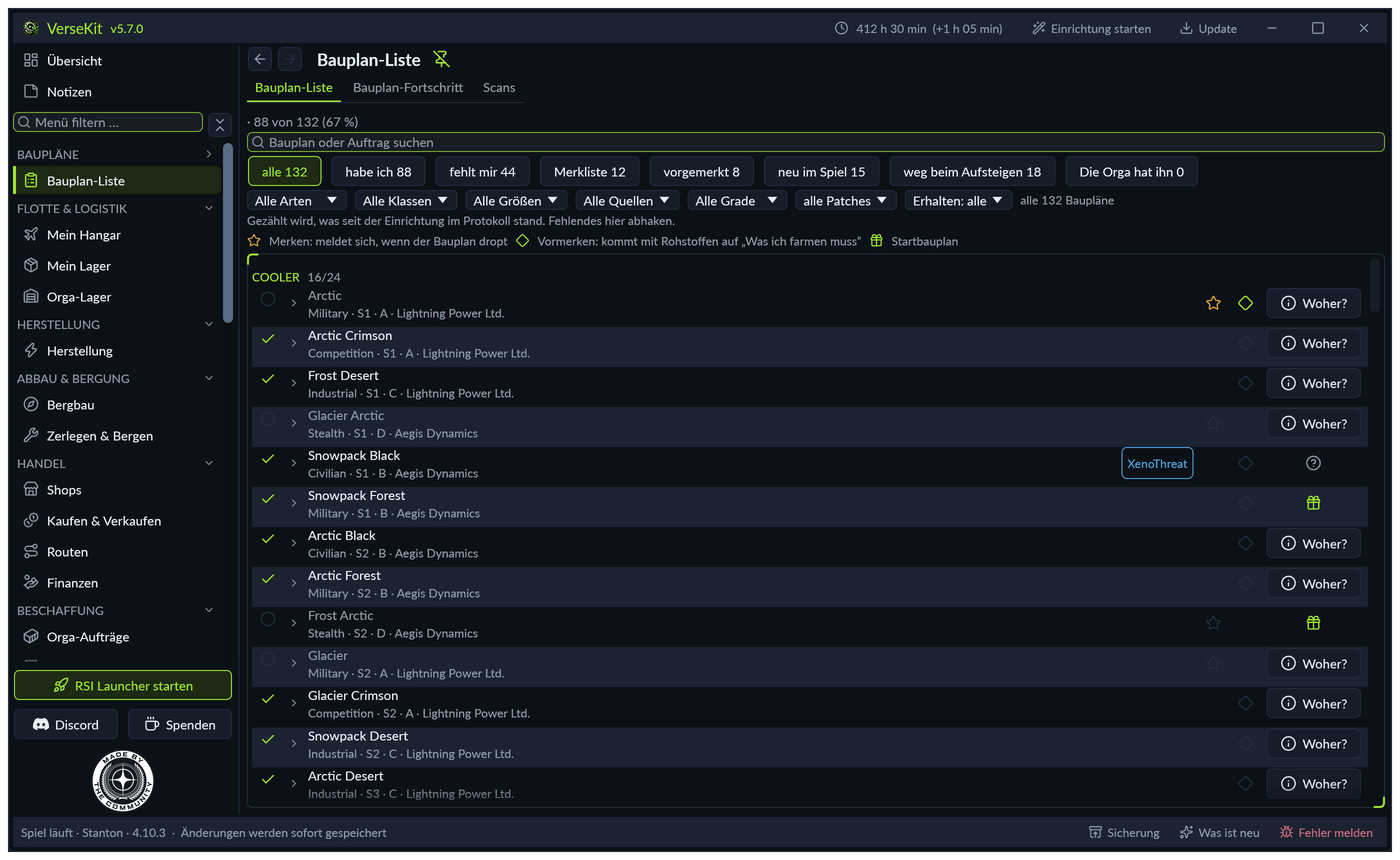 VerseKit v5.7.0
412 h 30 min (+1 h 05 min)
Einrichtung starten
Update
Übersicht
Notizen
Menü filtern ...
BAUPLÄNE
Bauplan-Liste
FLOTTE & LOGISTIK
Mein Hangar
Mein Lager
Orga-Lager
HERSTELLUNG
Herstellung
ABBAU & BERGUNG
Bergbau
Zerlegen & Bergen
HANDEL
Shops
Kaufen & Verkaufen
Routen
Finanzen
BESCHAFFUNG
Orga-Aufträge
RSI Launcher starten
Discord
Spenden
MADE BY
THE COMMUNITY
Bauplan-Liste
Bauplan-Liste Bauplan-Fortschritt Scans
· 88 von 132 (67 %)
Bauplan oder Auftrag suchen
alle 132 habe ich 88 fehlt mir 44 Merkliste 12 vorgemerkt 8 neu im Spiel 15 weg beim Aufsteigen 18 Die Orga hat ihn 0
Alle Arten Alle Klassen Alle Größen Alle Quellen Alle Grade alle Patches Erhalten: alle alle 132 Baupläne
Gezählt wird, was seit der Einrichtung im Protokoll stand. Fehlendes hier abhaken.
Merken: meldet sich, wenn der Bauplan dropt Vormerken: kommt mit Rohstoffen auf „Was ich farmen muss“ Startbauplan
COOLER 16/24
Arctic
Military · S1 · A · Lightning Power Ltd.
Woher?
Arctic Crimson
Competition · S1 · A · Lightning Power Ltd.
Woher?
Frost Desert
Industrial · S1 · C · Lightning Power Ltd.
Woher?
Glacier Arctic
Stealth · S1 · D · Aegis Dynamics
Woher?
Snowpack Black
Civilian · S1 · B · Aegis Dynamics
XenoThreat
Snowpack Forest
Military · S1 · B · Aegis Dynamics
Arctic Black
Civilian · S2 · B · Aegis Dynamics
Woher?
Arctic Forest
Military · S2 · B · Aegis Dynamics
Woher?
Frost Arctic
Stealth · S2 · D · Aegis Dynamics
Glacier
Military · S2 · A · Lightning Power Ltd.
Woher?
Glacier Crimson
Competition · S2 · A · Lightning Power Ltd.
Woher?
Snowpack Desert
Industrial · S2 · C · Lightning Power Ltd.
Woher?
Arctic Desert
Industrial · S3 · C · Lightning Power Ltd.
Woher?
Spiel läuft · Stanton · 4.10.3 · Änderungen werden sofort gespeichert
Sicherung
Was ist neu
Fehler melden